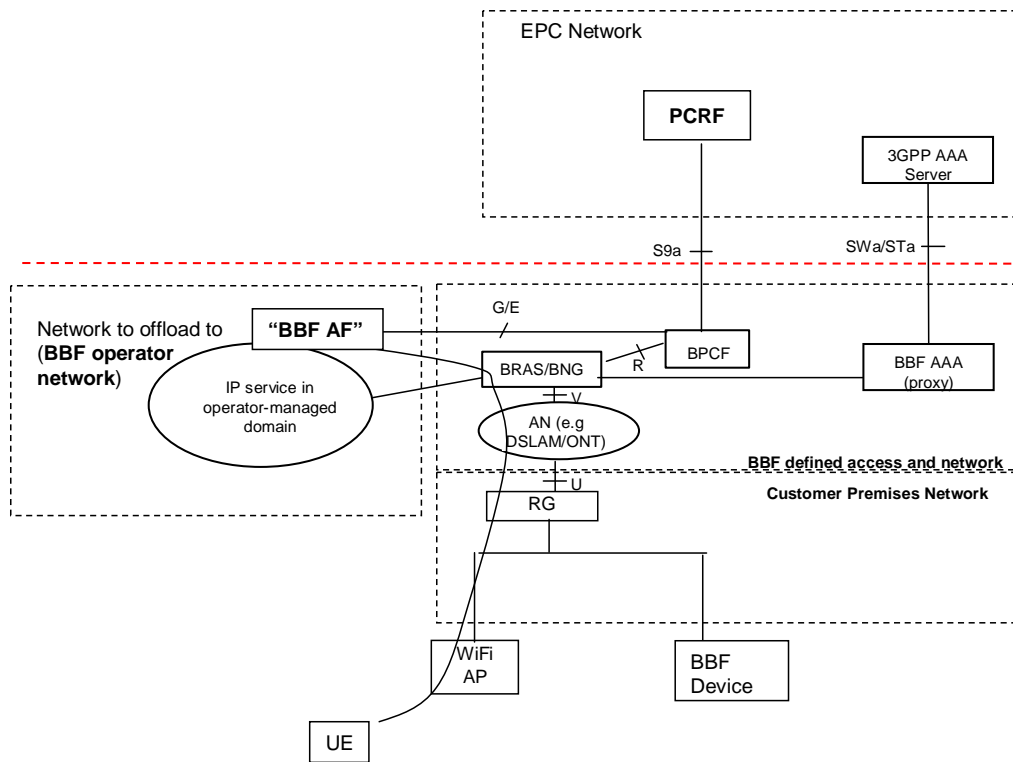 EPC Network
PCRF
3GPP AAA
Server
S9a
SWa/STa
G/E
Network to offload to
(BBF operator
network)
“BBF AF”
BPCF
R
BRAS/BNG
BBF AAA
(proxy)
IP service in
operator-managed
domain
V
AN (e.g
DSLAM/ONT)
BBF defined access and network
U
Customer Premises Network
RG
WiFi
AP
BBF
Device
UE